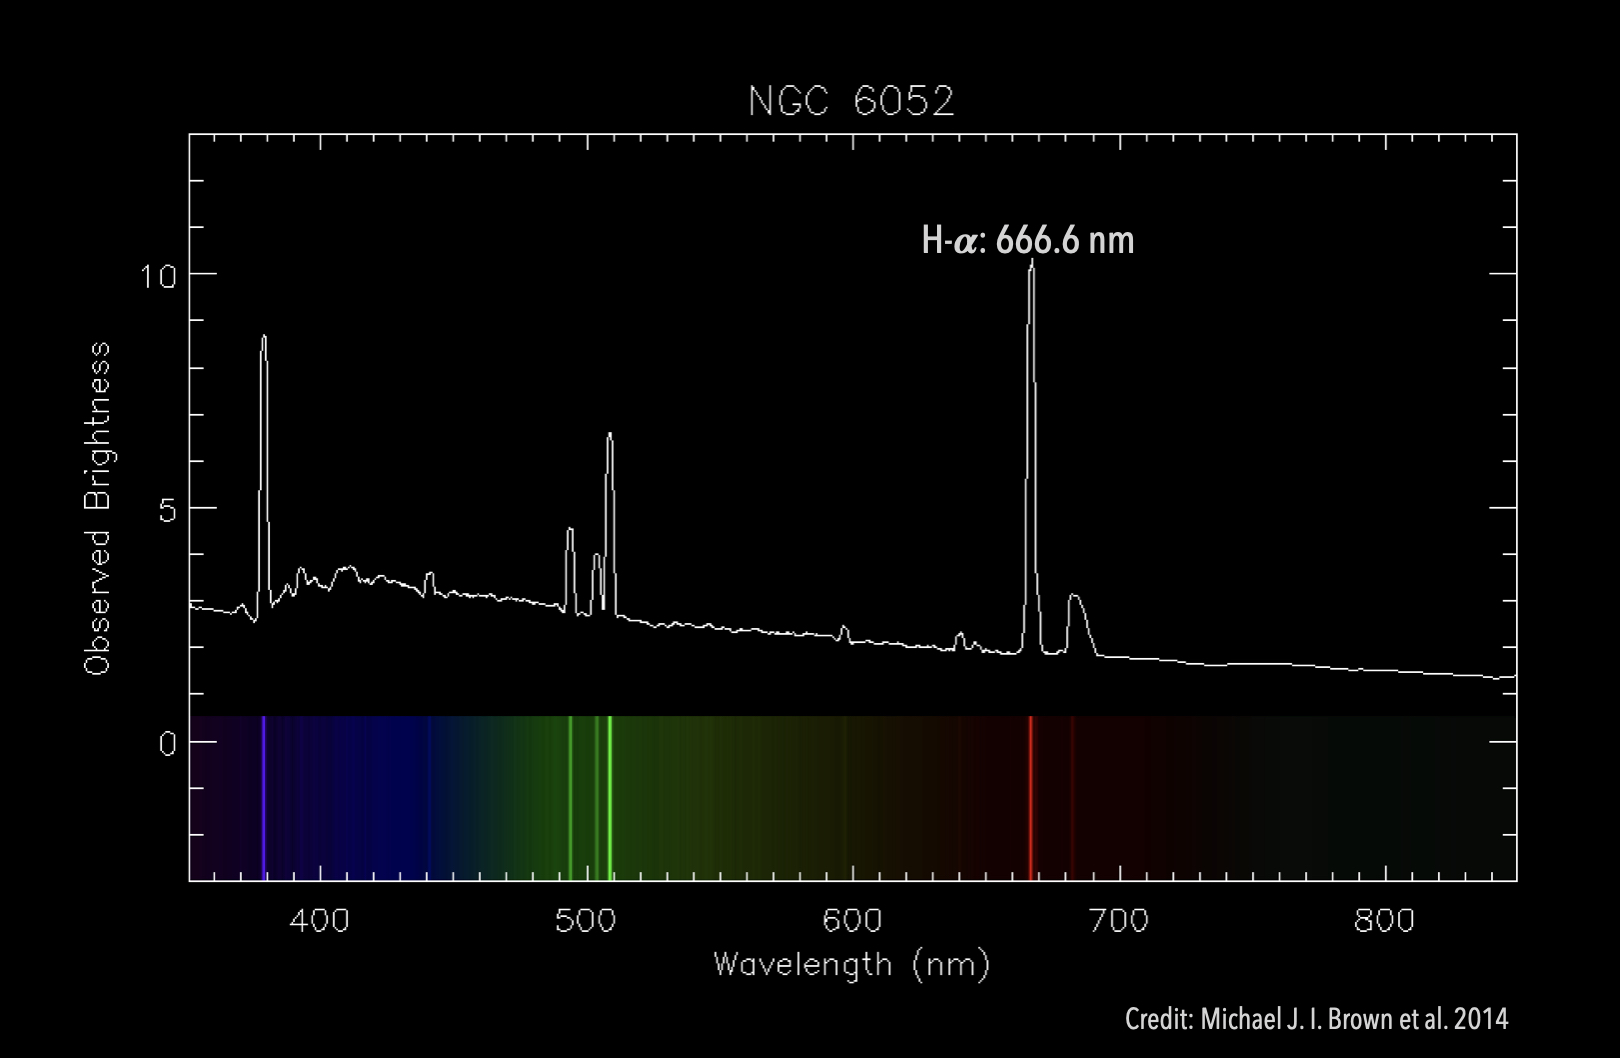 NGC 6052
H-α: 666.6 nm
10
5
0
Observed Brightness
400 500 600 700 800
Wavelength (nm)
Credit: Michael J. I. Brown et al. 2014